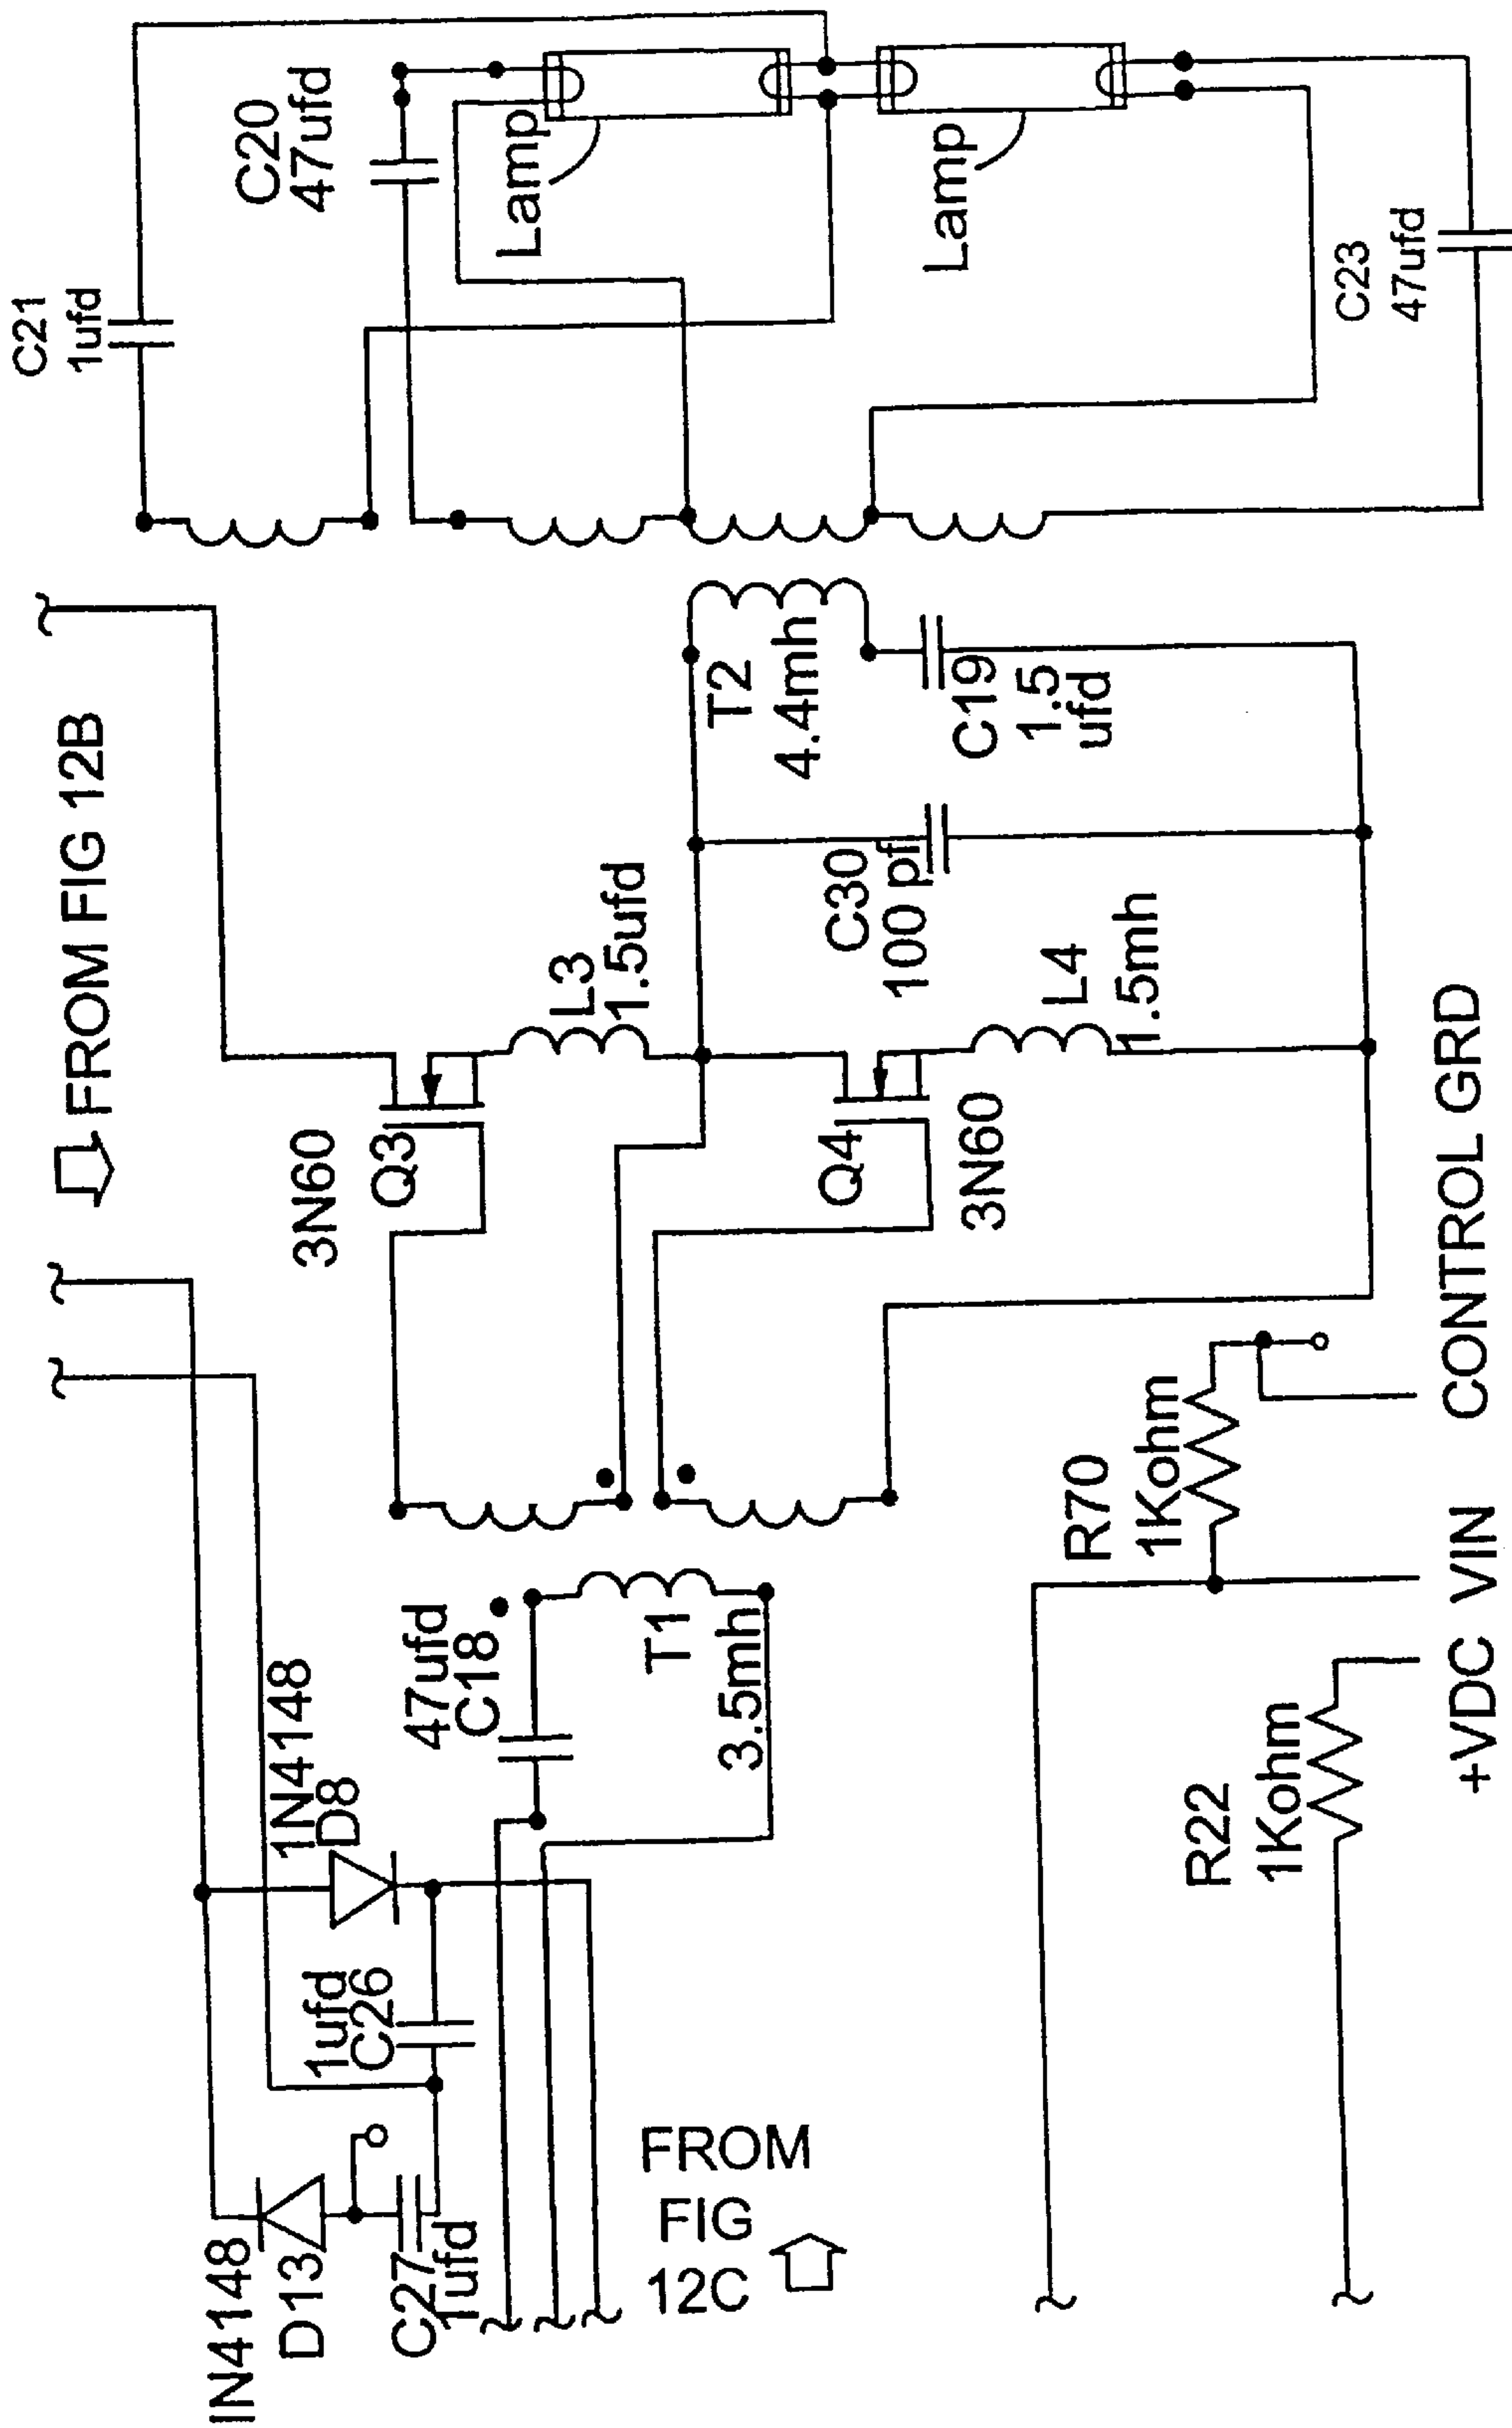 FROM FIG 12B
C21
1ufd
C20
47ufd
Lamp
Lamp
C23
47ufd
3N60
Q3
L3
1.5ufd
T2
4.4mh
C19
1.5
ufd
C30
100 pf
Q4
3N60
L4
1.5mh
IN4148
D13
C27
1ufd
1ufd
C26
1N4148
D8
47ufd
C18
T1
3.5mh
FROM
FIG
12C
R70
1Kohm
R22
1Kohm
+VDC VIN CONTROL GRD